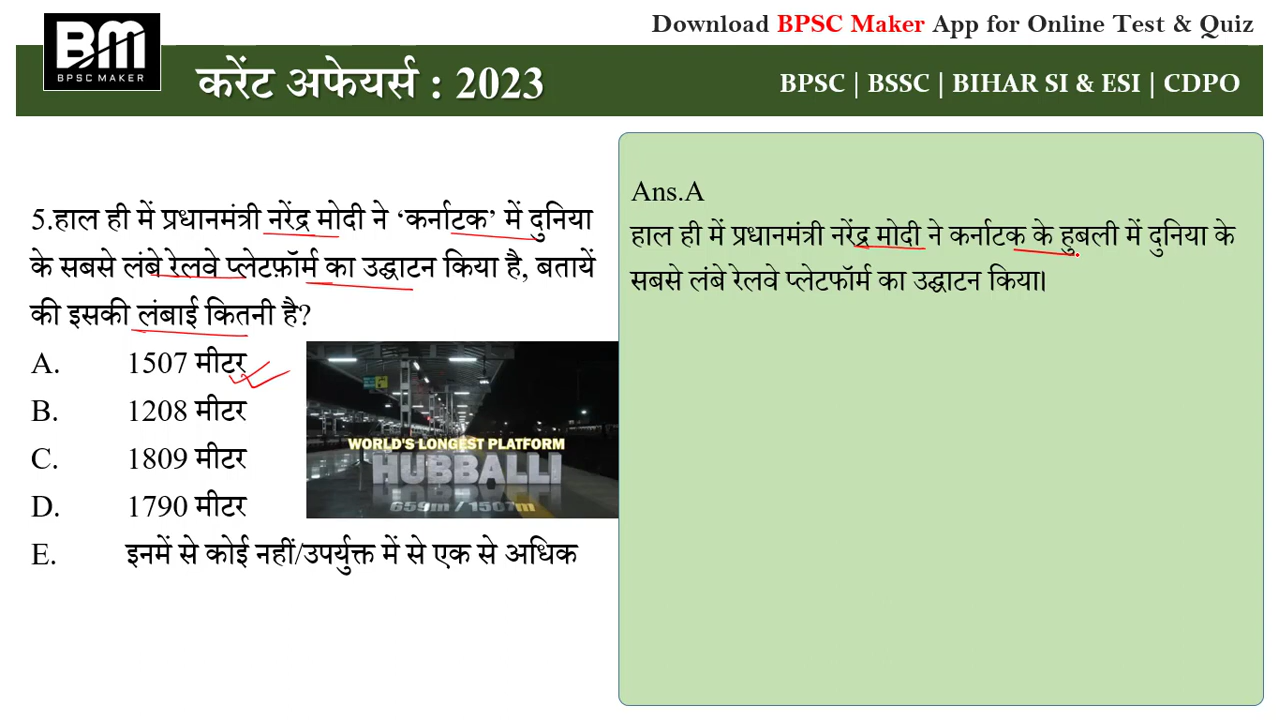 Download BPSC Maker App for Online Test & Quiz
BM
BPSC MAKER
करेंट अफेयर्स : 2023
BPSC | BSSC | BIHAR SI & ESI | CDPO
5.हाल ही में प्रधानमंत्री नरेंद्र मोदी ने ‘कर्नाटक’ में दुनिया
के सबसे लंबे रेलवे प्लेटफ़ॉर्म का उद्घाटन किया है, बतायें
की इसकी लंबाई कितनी है?
A. 1507 मीटर
B. 1208 मीटर
C. 1809 मीटर
D. 1790 मीटर
E. इनमें से कोई नहीं/उपर्युक्त में से एक से अधिक
WORLD'S LONGEST PLATFORM
HUBBALLI
659m / 1507m
Ans.A
हाल ही में प्रधानमंत्री नरेंद्र मोदी ने कर्नाटक के हुबली में दुनिया के
सबसे लंबे रेलवे प्लेटफॉर्म का उद्घाटन किया।